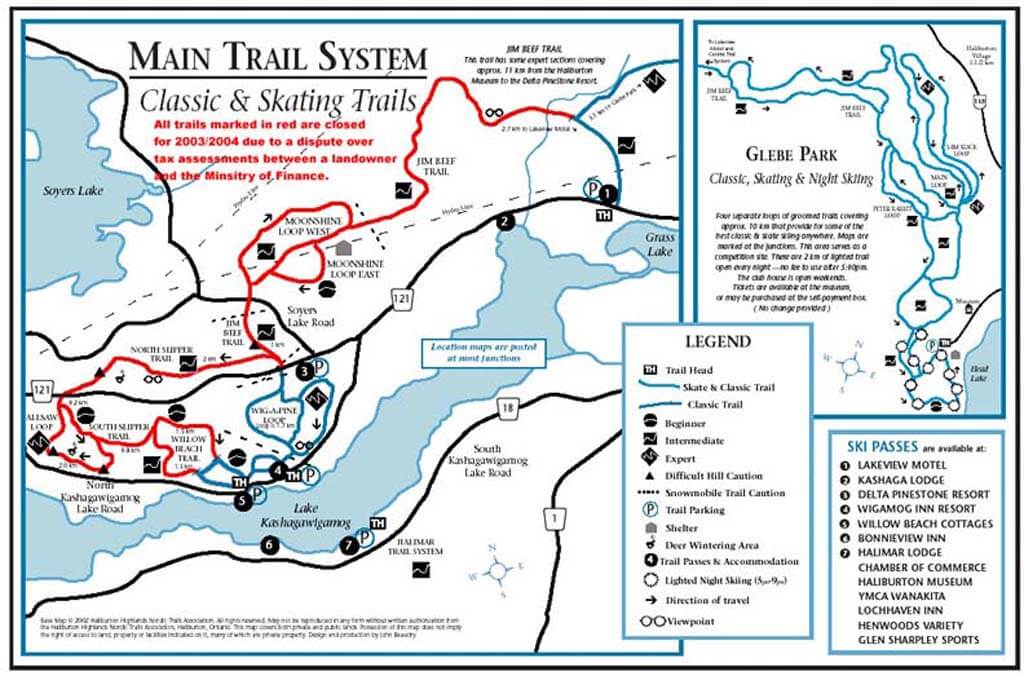 MAIN TRAIL SYSTEM
Classic & Skating Trails
All trails marked in red are closed
for 2003/2004 due to a dispute over
tax assessments between a landowner
and the Minsitry of Finance.
JIM BEEF TRAIL
This trail has some expert sections covering
approx. 11 km from the Haliburton
Museum to the Delta Pinestone Resort.
Soyers Lake
Hydro Line
2.7 km to Lakeview Motel
JIM BEEF
TRAIL
P
1
TH
2
Hydro Line
MOONSHINE
LOOP WEST
MOONSHINE
LOOP EAST
Grass
Lake
121
Soyers
Lake Road
JIM
BEEF
TRAIL
1 km
NORTH SLIPPER
TRAIL
2 km
3
P
Location maps are posted
at most junctions
121
WIG-A-PINE
LOOP
SOUTH SLIPPER
TRAIL
WILLOW
BEACH
TRAIL
18
South
Kashagawigamog
Lake Road
North
Kashagawigamog
Lake Road
4
TH
P
TH
5
P
Lake
Kashagawigamog
TH
P
6
7
HALIMAR
TRAIL SYSTEM
1
N
E
S
W
Base Map © 2002 Haliburton Highlands Nordic Trails Association. All rights reserved. May not be reproduced in any form without written authorization from
the Haliburton Highlands Nordic Trails Association, Haliburton, Ontario. This map covers both private and public lands. Possession of this map does not imply
the right of access to land, property or facilities indicated on it, many of which are private property. Design and production by John Beaudry
LEGEND
TH Trail Head
Skate & Classic Trail
Classic Trail
Beginner
Intermediate
Expert
Difficult Hill Caution
Snowmobile Trail Caution
P Trail Parking
Shelter
Deer Wintering Area
4 Trail Passes & Accommodation
Lighted Night Skiing (5pm-9pm)
Direction of travel
Viewpoint
JIM BEEF
TRAIL
JIM BEEF
TRAIL
Haliburton
Village
118
GLEBE PARK
Classic, Skating & Night Skiing
Four separate loops of groomed trails covering
approx. 10 km that provide for some of the
best classic & skate skiing anywhere. Maps are
marked at the junctions. This area serves as a
competition site. There are 2 km of lighted trail
open every night — no fee to use after 5:00pm.
The club house is open weekends.
Tickets are available at the museum,
or may be purchased at the self-payment box.
( No change provided )
SAM SLICK
LOOP
MAIN
LOOP
LOOP
Museum
P
TH
Head
Lake
N
E
S
W
SKI PASSES are available at:
1 LAKEVIEW MOTEL
2 KASHAGA LODGE
3 DELTA PINESTONE RESORT
4 WIGAMOG INN RESORT
5 WILLOW BEACH COTTAGES
6 BONNIEVIEW INN
7 HALIMAR LODGE
CHAMBER OF COMMERCE
HALIBURTON MUSEUM
YMCA WANAKITA
LOCHHAVEN INN
HENWOODS VARIETY
GLEN SHARPLEY SPORTS